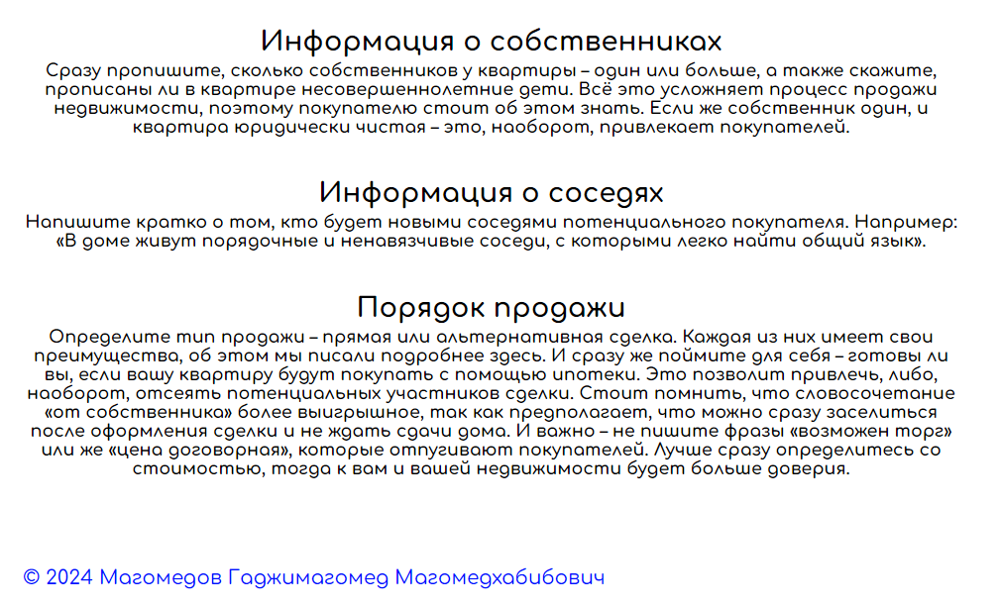 Информация о собственниках
Сразу пропишите, сколько собственников у квартиры – один или больше, а также скажите,
прописаны ли в квартире несовершеннолетние дети. Всё это усложняет процесс продажи
недвижимости, поэтому покупателю стоит об этом знать. Если же собственник один, и
квартира юридически чистая – это, наоборот, привлекает покупателей.
Информация о соседях
Напишите кратко о том, кто будет новыми соседями потенциального покупателя. Например:
«В доме живут порядочные и ненавязчивые соседи, с которыми легко найти общий язык».
Порядок продажи
Определите тип продажи – прямая или альтернативная сделка. Каждая из них имеет свои
преимущества, об этом мы писали подробнее здесь. И сразу же поймите для себя – готовы ли
вы, если вашу квартиру будут покупать с помощью ипотеки. Это позволит привлечь, либо,
наоборот, отсеять потенциальных участников сделки. Стоит помнить, что словосочетание
«от собственника» более выигрышное, так как предполагает, что можно сразу заселиться
после оформления сделки и не ждать сдачи дома. И важно – не пишите фразы «возможен торг»
или же «цена договорная», которые отпугивают покупателей. Лучше сразу определитесь со
стоимостью, тогда к вам и вашей недвижимости будет больше доверия.
© 2024 Магомедов Гаджимагомед Магомедхабибович